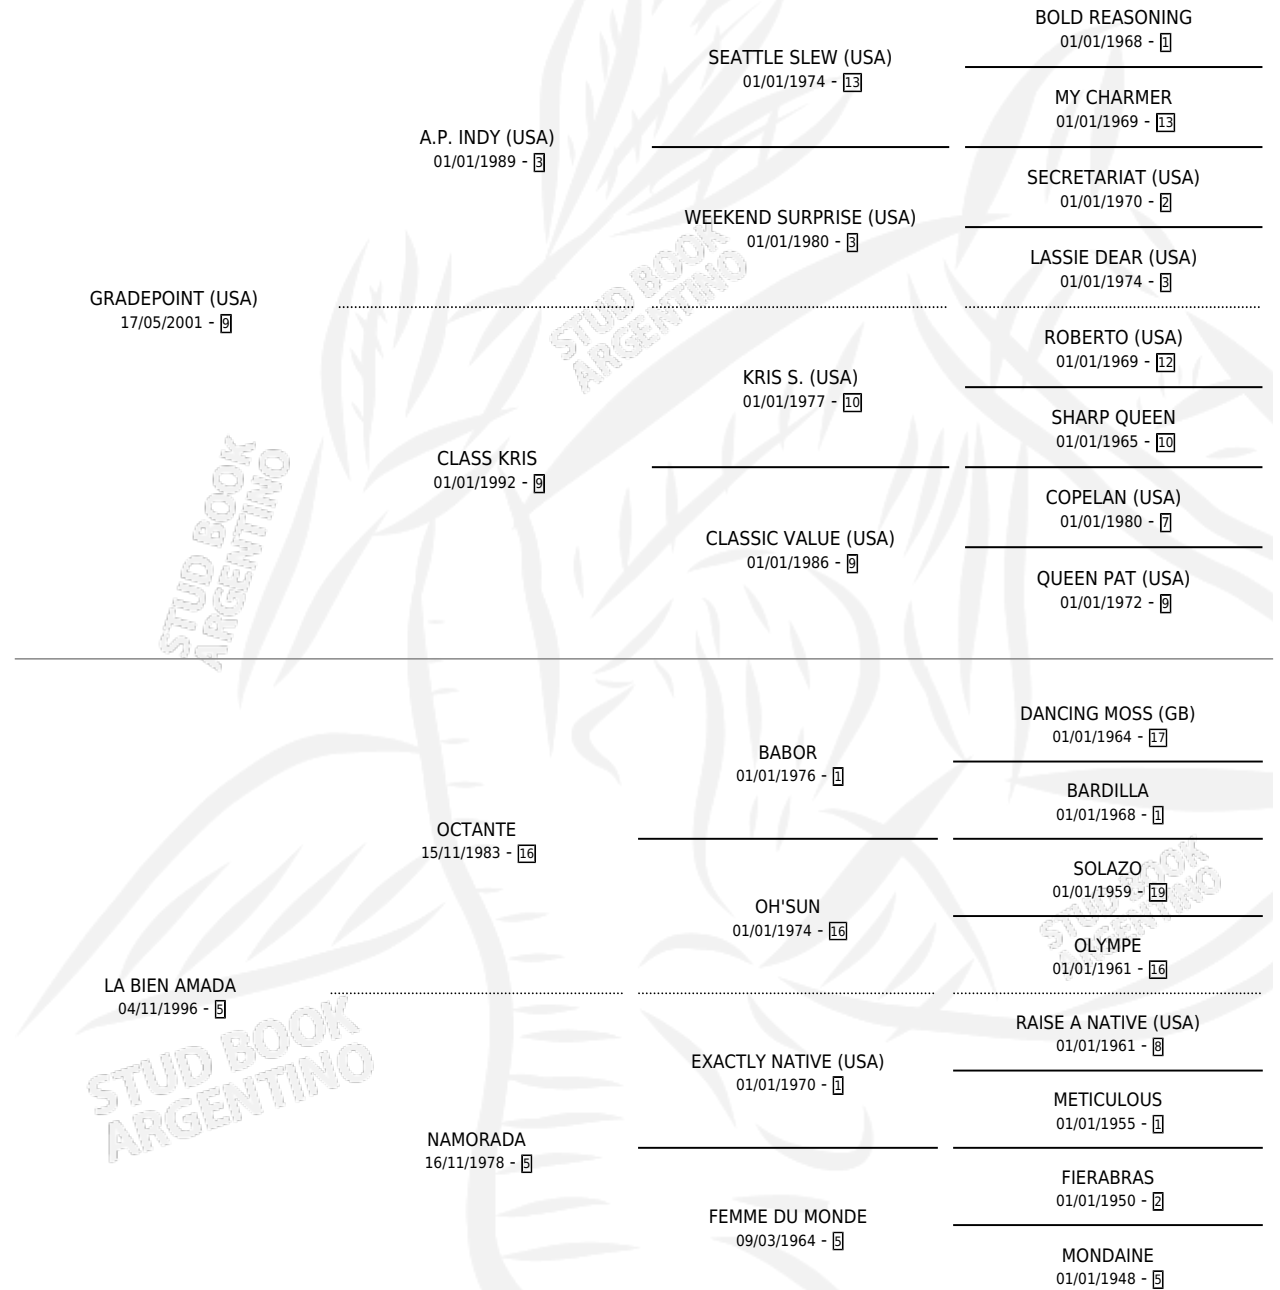 BOLD REASONING
01/01/1968 - 1
SEATTLE SLEW (USA)
01/01/1974 - 13
MY CHARMER
01/01/1969 - 13
A.P. INDY (USA)
01/01/1989 - 3
SECRETARIAT (USA)
01/01/1970 - 2
WEEKEND SURPRISE (USA)
01/01/1980 - 3
LASSIE DEAR (USA)
01/01/1974 - 3
GRADEPOINT (USA)
17/05/2001 - 9
STUD BOOK
ARGENTINO
ROBERTO (USA)
01/01/1969 - 12
KRIS S. (USA)
01/01/1977 - 10
SHARP QUEEN
01/01/1965 - 10
CLASS KRIS
01/01/1992 - 9
COPELAN (USA)
01/01/1980 - 7
CLASSIC VALUE (USA)
01/01/1986 - 9
QUEEN PAT (USA)
01/01/1972 - 9
STUD BOOK
ARGENTINO
DANCING MOSS (GB)
01/01/1964 - 17
BABOR
01/01/1976 - 1
BARDILLA
01/01/1968 - 1
OCTANTE
15/11/1983 - 16
SOLAZO
01/01/1959 - 19
OH'SUN
01/01/1974 - 16
STUD BOOK
ARGENTINO
OLYMPE
01/01/1961 - 16
LA BIEN AMADA
04/11/1996 - 5
RAISE A NATIVE (USA)
01/01/1961 - 8
EXACTLY NATIVE (USA)
01/01/1970 - 1
METICULOUS
01/01/1955 - 1
STUD BOOK
ARGENTINO
NAMORADA
16/11/1978 - 5
FIERABRAS
01/01/1950 - 2
FEMME DU MONDE
09/03/1964 - 5
MONDAINE
01/01/1948 - 5